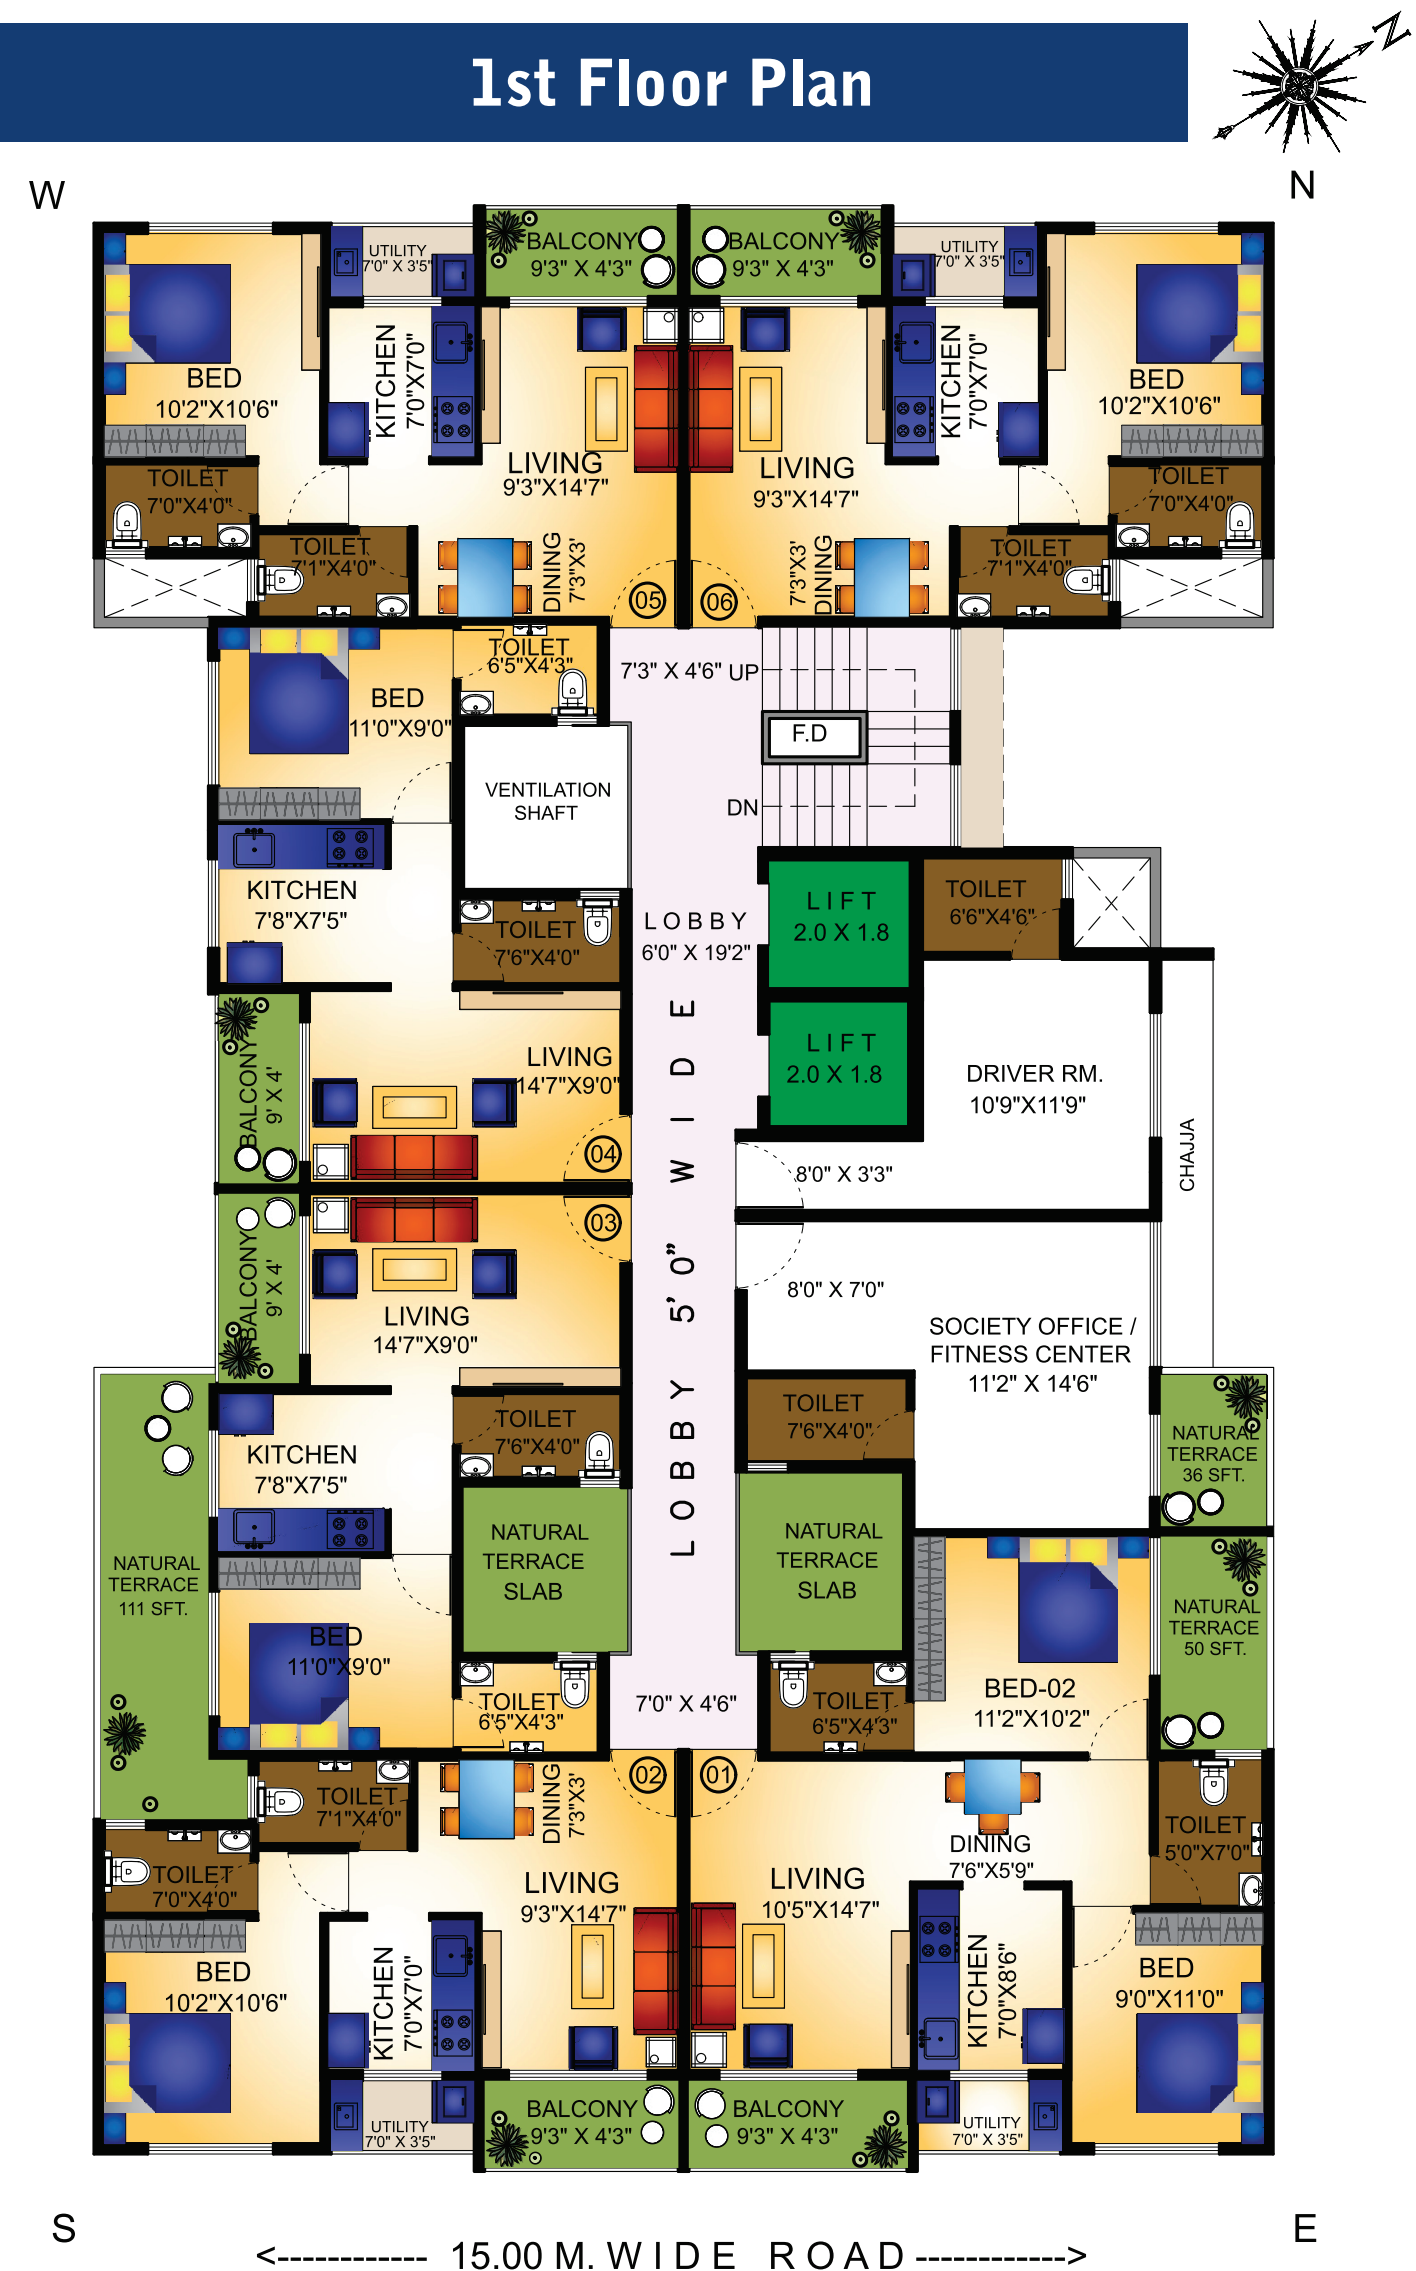 1st Floor Plan
N
W
N
UTILITY
7'0" X 3'5"
BALCONY
9'3" X 4'3"
BALCONY
9'3" X 4'3"
UTILITY
7'0" X 3'5"
BED
10'2"X10'6"
KITCHEN
7'0"X7'0"
LIVING
9'3"X14'7"
LIVING
9'3"X14'7"
KITCHEN
7'0"X7'0"
BED
10'2"X10'6"
TOILET
7'0"X4'0"
TOILET
7'1"X4'0"
DINING
7'3"X3'
05
06
7'3"X3'
DINING
TOILET
7'1"X4'0"
TOILET
7'0"X4'0"
BED
11'0"X9'0"
TOILET
6'5"X4'3"
7'3" X 4'6"
UP
F.D
DN
VENTILATION
SHAFT
KITCHEN
7'8"X7'5"
TOILET
7'6"X4'0"
LOBBY
6'0" X 19'2"
LIFT
2.0 X 1.8
TOILET
6'6"X4'6"
BALCONY
9' X 4'
LIVING
14'7"X9'0"
04
LIFT
2.0 X 1.8
DRIVER RM.
10'9"X11'9"
8'0" X 3'3"
CHAJJA
LOBBY 5'0" WIDE
BALCONY
9' X 4'
03
LIVING
14'7"X9'0"
8'0" X 7'0"
SOCIETY OFFICE /
FITNESS CENTER
11'2" X 14'6"
KITCHEN
7'8"X7'5"
TOILET
7'6"X4'0"
TOILET
7'6"X4'0"
NATURAL
TERRACE
36 SFT.
NATURAL
TERRACE
111 SFT.
NATURAL
TERRACE
SLAB
NATURAL
TERRACE
SLAB
NATURAL
TERRACE
50 SFT.
BED
11'0"X9'0"
TOILET
6'5"X4'3"
7'0" X 4'6"
TOILET
6'5"X4'3"
BED-02
11'2"X10'2"
02
01
TOILET
7'1"X4'0"
DINING
7'3"X3'
DINING
7'6"X5'9"
TOILET
5'0"X7'0"
TOILET
7'0"X4'0"
LIVING
9'3"X14'7"
LIVING
10'5"X14'7"
BED
10'2"X10'6"
KITCHEN
7'0"X7'0"
KITCHEN
7'0"X8'6"
BED
9'0"X11'0"
UTILITY
7'0" X 3'5"
BALCONY
9'3" X 4'3"
BALCONY
9'3" X 4'3"
UTILITY
7'0" X 3'5"
S
E
<------------ 15.00 M. WIDE ROAD ------------>